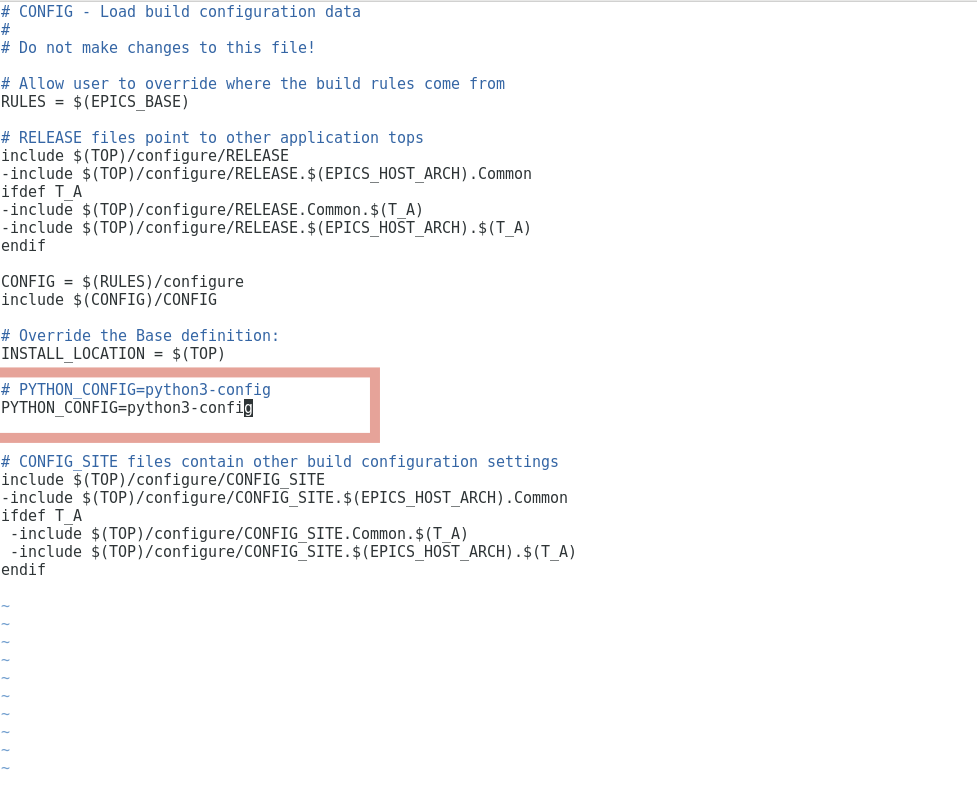 # CONFIG - Load build configuration data
#
# Do not make changes to this file!
# Allow user to override where the build rules come from
RULES = $(EPICS_BASE)
# RELEASE files point to other application tops
include $(TOP)/configure/RELEASE
-include $(TOP)/configure/RELEASE.$(EPICS_HOST_ARCH).Common
ifdef T_A
-include $(TOP)/configure/RELEASE.Common.$(T_A)
-include $(TOP)/configure/RELEASE.$(EPICS_HOST_ARCH).$(T_A)
endif
CONFIG = $(RULES)/configure
include $(CONFIG)/CONFIG
# Override the Base definition:
INSTALL_LOCATION = $(TOP)
# PYTHON_CONFIG=python3-config
PYTHON_CONFIG=python3-config
# CONFIG_SITE files contain other build configuration settings
include $(TOP)/configure/CONFIG_SITE
-include $(TOP)/configure/CONFIG_SITE.$(EPICS_HOST_ARCH).Common
ifdef T_A
 -include $(TOP)/configure/CONFIG_SITE.Common.$(T_A)
 -include $(TOP)/configure/CONFIG_SITE.$(EPICS_HOST_ARCH).$(T_A)
endif
~
~
~
~
~
~
~
~
~
~